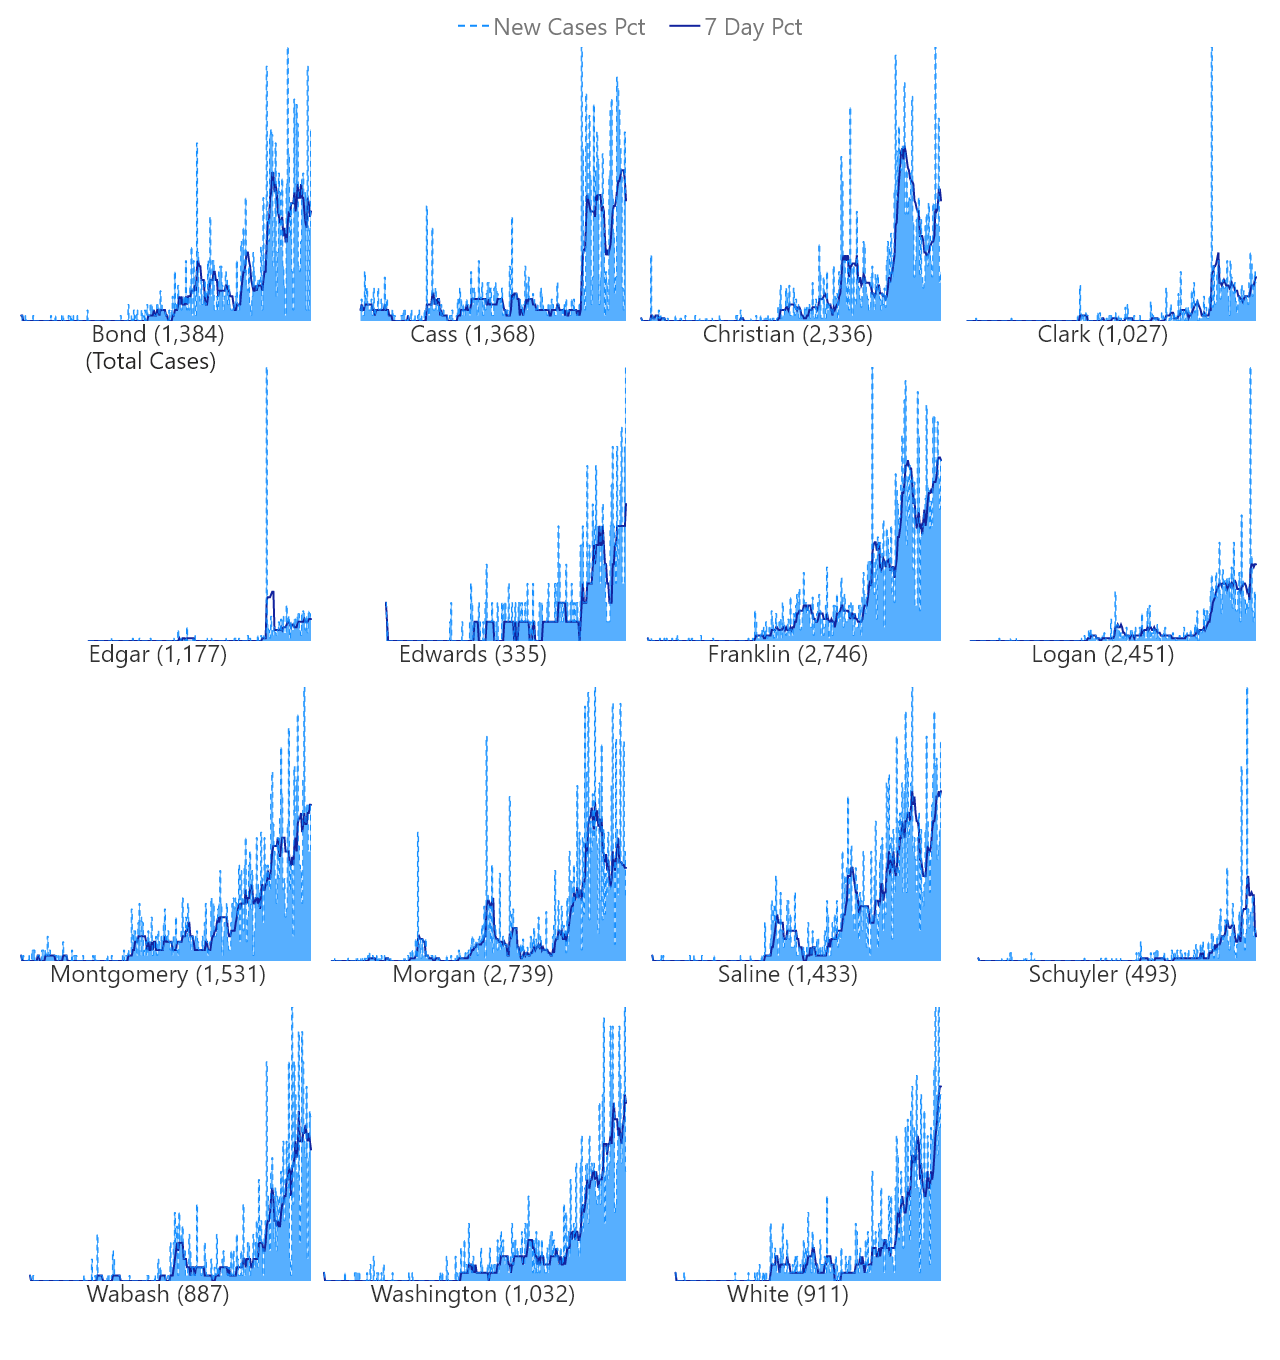 New Cases Pct 7 Day Pct
Bond (1,384) Cass (1,368) Christian (2,336) Clark (1,027)
(Total Cases)
Edgar (1,177) Edwards (335) Franklin (2,746) Logan (2,451)
Montgomery (1,531) Morgan (2,739) Saline (1,433) Schuyler (493)
Wabash (887) Washington (1,032) White (911)